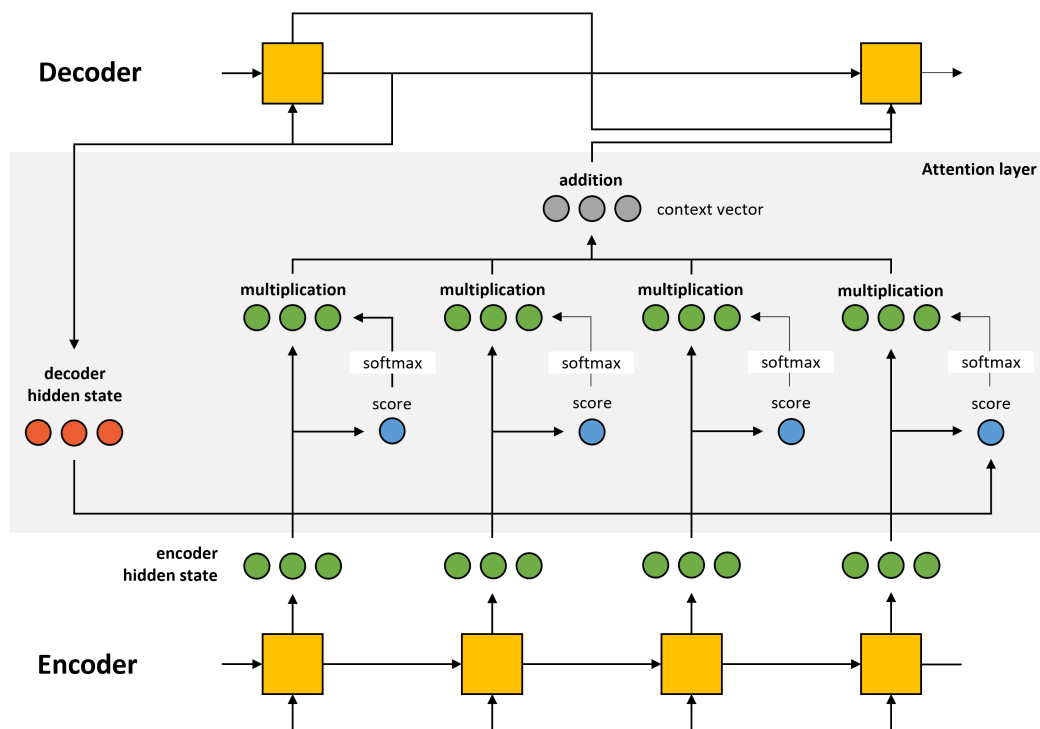 Decoder
Attention layer
addition
context vector
multiplication
multiplication
multiplication
multiplication
softmax
softmax
softmax
softmax
decoder
hidden state
score
score
score
score
encoder
hidden state
Encoder